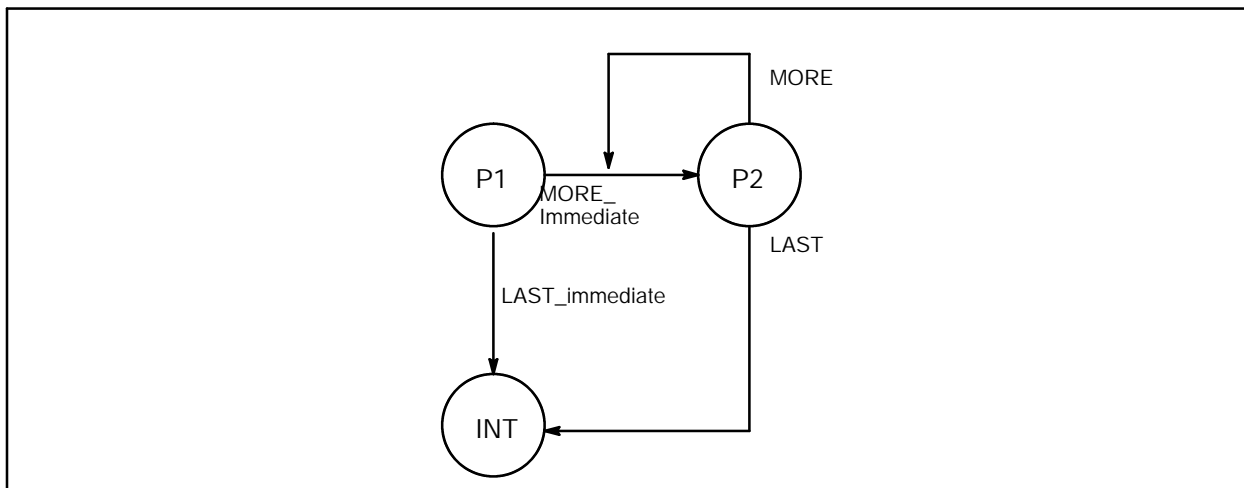 MORE
P1
P2
MORE_
Immediate
LAST
LAST_immediate
INT